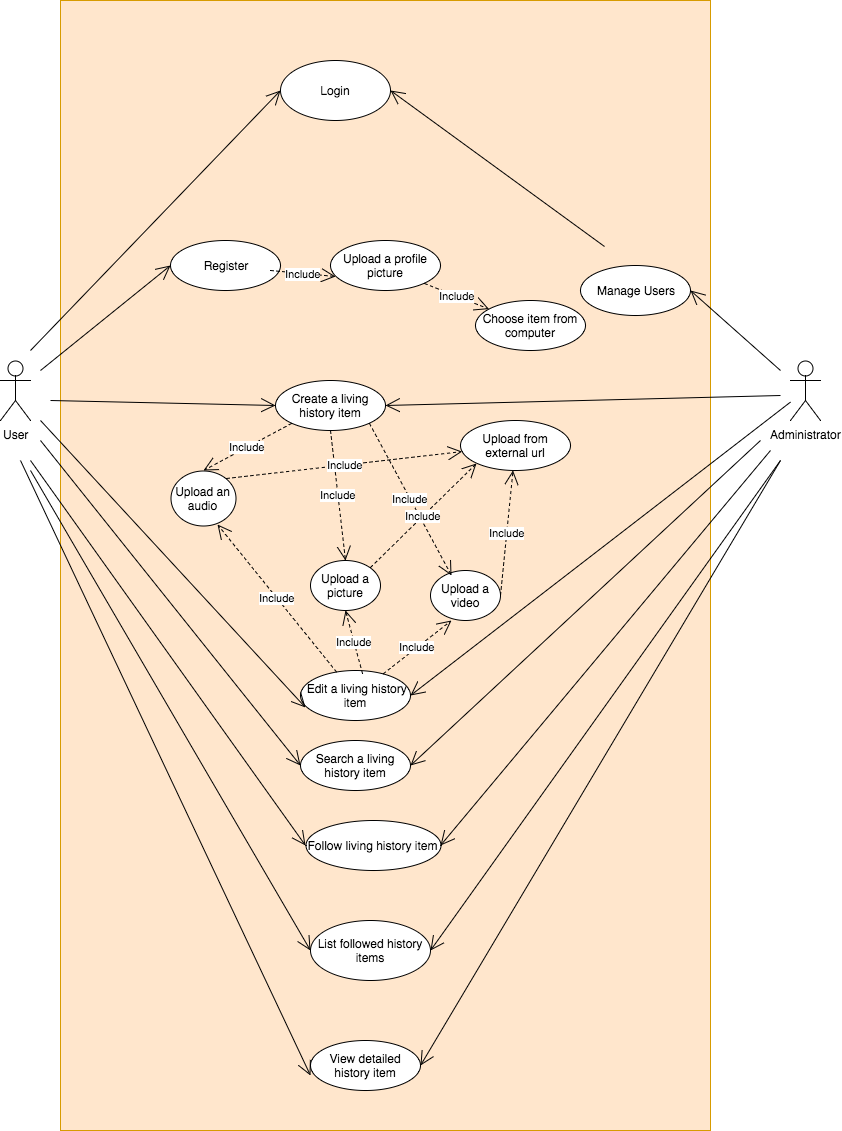 Login
Register
Include
Upload a profile
picture
Include
Manage Users
Choose item from
computer
Create a living
history item
User
Administrator
Include
Upload from
external url
Include
Upload an
audio
Include
Include
Include
Include
Upload a
picture
Upload a
video
Include
Include
Include
Edit a living history
item
Search a living
history item
Follow living history item
List followed history
items
View detailed
history item